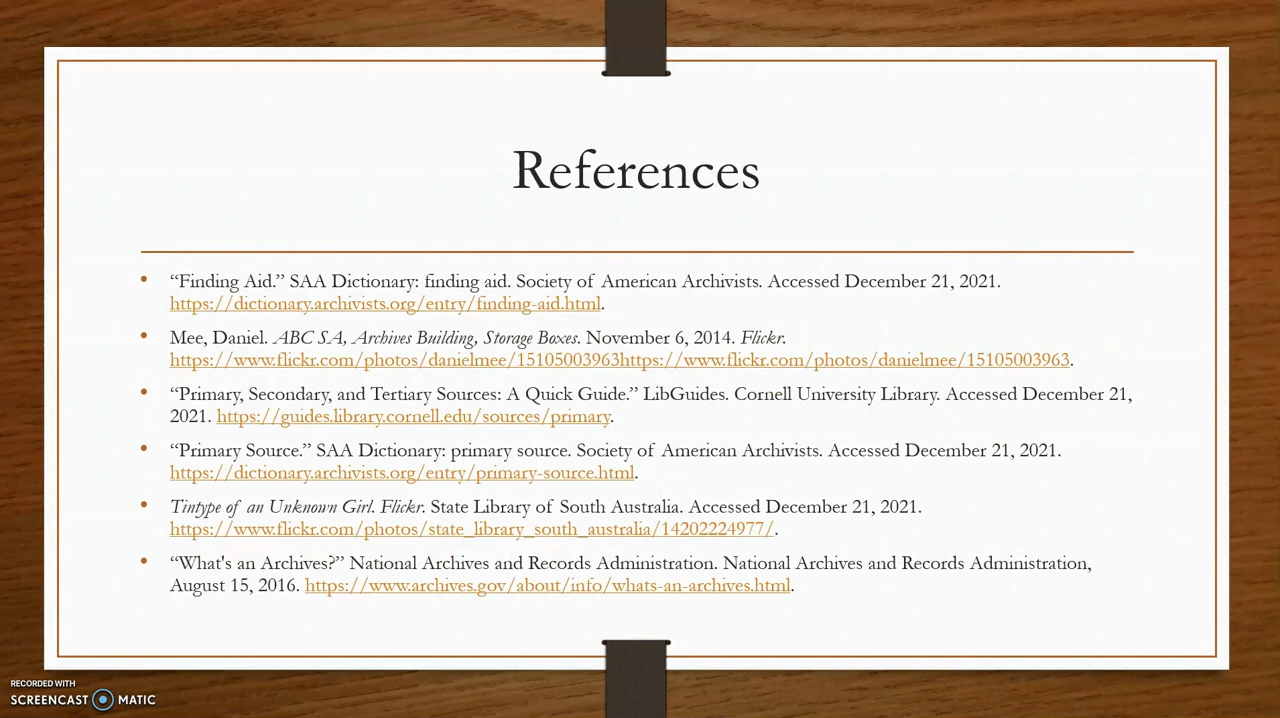 References
• “Finding Aid.” SAA Dictionary: finding aid. Society of American Archivists. Accessed December 21, 2021.
https://dictionary.archivists.org/entry/finding-aid.html.
• Mee, Daniel. ABC SA, Archives Building, Storage Boxes. November 6, 2014. Flickr.
https://www.flickr.com/photos/danielmee/15105003963https://www.flickr.com/photos/danielmee/15105003963.
• “Primary, Secondary, and Tertiary Sources: A Quick Guide.” LibGuides. Cornell University Library. Accessed December 21,
2021. https://guides.library.cornell.edu/sources/primary.
• “Primary Source.” SAA Dictionary: primary source. Society of American Archivists. Accessed December 21, 2021.
https://dictionary.archivists.org/entry/primary-source.html.
• Tintype of an Unknown Girl. Flickr. State Library of South Australia. Accessed December 21, 2021.
https://www.flickr.com/photos/state_library_south_australia/14202224977/.
• “What's an Archives?” National Archives and Records Administration. National Archives and Records Administration,
August 15, 2016. https://www.archives.gov/about/info/whats-an-archives.html.
RECORDED WITH
SCREENCAST MATIC